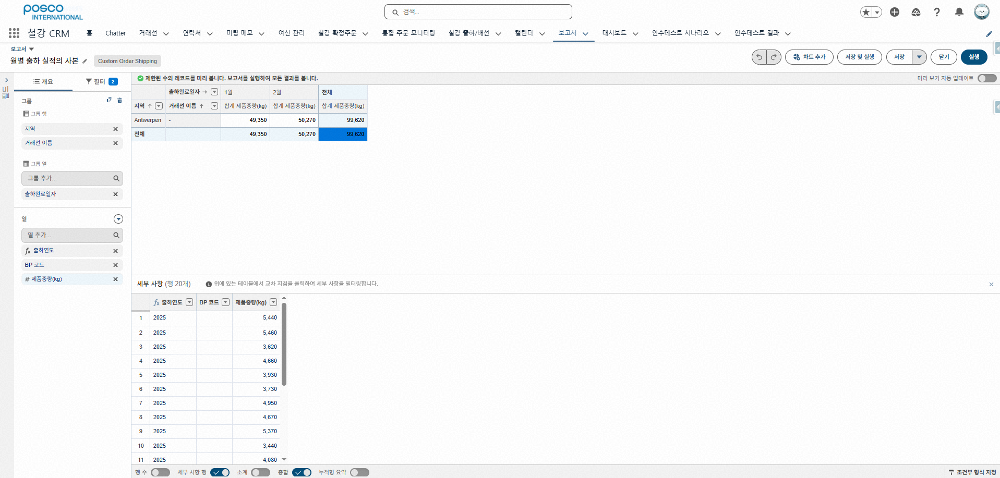 posco
INTERNATIONAL
검색...
철강 CRM
홈
Chatter
거래선
연락처
미팅 메모
여신 관리
철강 확정주문
통합 주문 모니터링
철강 출하/배선
캘린더
보고서
대시보드
인수테스트 시나리오
인수테스트 결과
보고서
월별 출하 실적의 사본
Custom Order Shipping
차트 추가
저장 및 실행
저장
닫기
실행
필드
개요
필터 2
제한된 수의 레코드를 미리 봅니다. 보고서를 실행하여 모든 결과를 봅니다.
미리 보기 자동 업데이트
그룹
그룹 행
지역
거래선 이름
그룹 열
그룹 추가...
출하완료일자
열
열 추가...
fx 출하연도
BP 코드
# 제품중량(kg)
출하완료일자 → 1월 2월 전체
지역 ↑ 거래선 이름 ↑ 합계 제품중량(kg) 합계 제품중량(kg) 합계 제품중량(kg)
Antwerpen - 49,350 50,270 99,620
전체 49,350 50,270 99,620
세부 사항 (행 20개)
위에 있는 테이블에서 교차 지점을 클릭하여 세부 사항을 필터링합니다.
fx 출하연도 BP 코드 제품중량(kg)
1 2025 5,440
2 2025 5,460
3 2025 3,620
4 2025 4,660
5 2025 3,930
6 2025 3,730
7 2025 4,950
8 2025 4,670
9 2025 5,370
10 2025 3,440
11 2025 4,080
행 수
세부 사항 행
소계
총합
누적형 요약
조건부 형식 지정